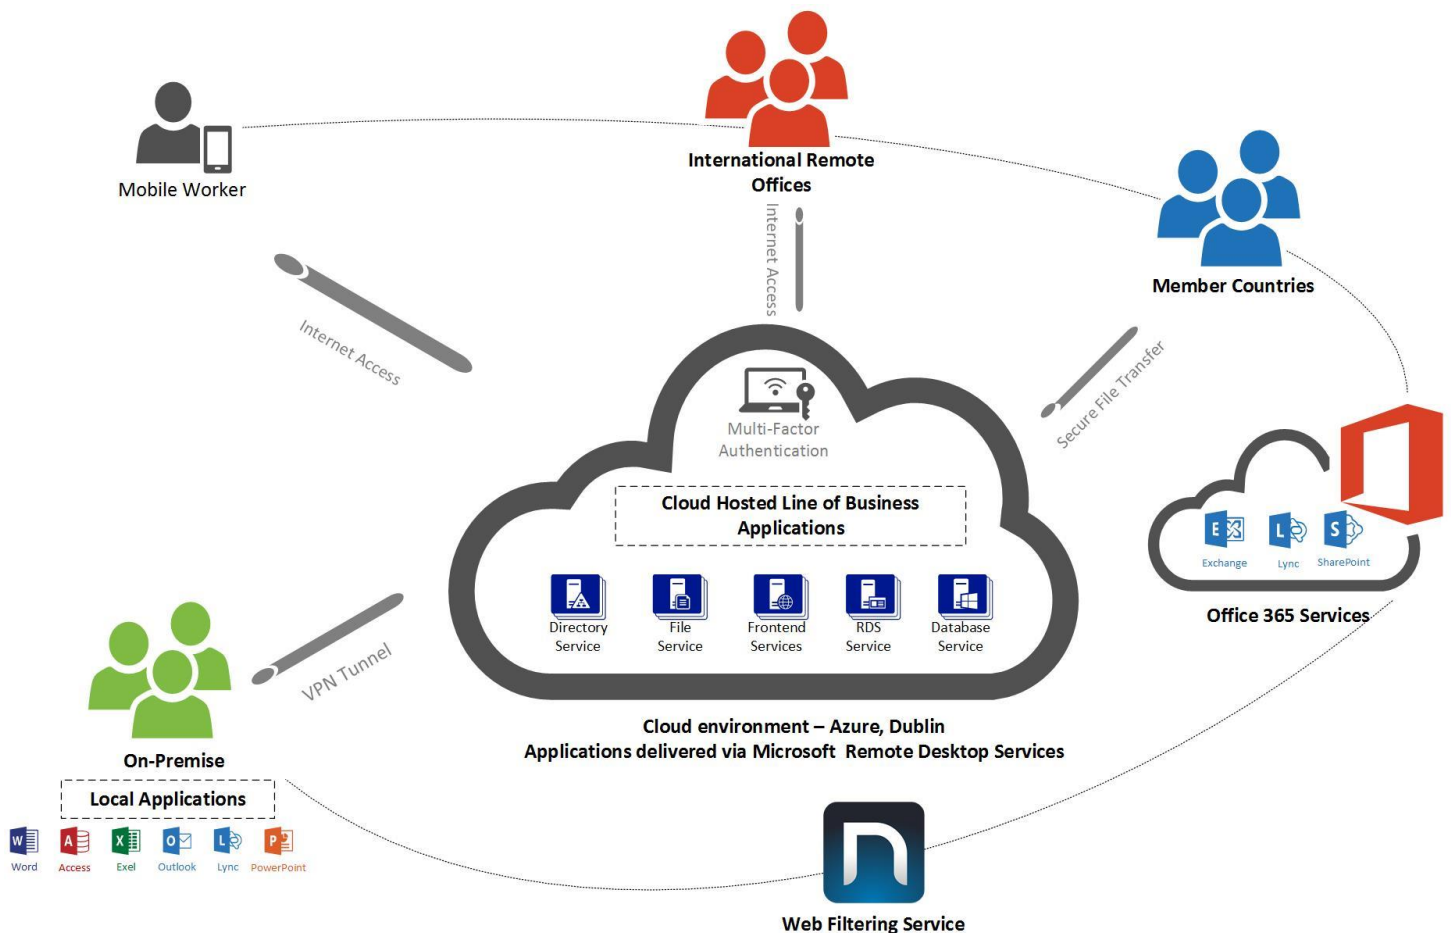 International Remote
Offices
Mobile Worker
Internet Access
Member Countries
Internet Access
Secure File Transfer
Multi-Factor
Authentication
Cloud Hosted Line of Business
Applications
E
L
S
Exchange
Lync
SharePoint
Office 365 Services
Directory
Service
File
Service
Frontend
Services
RDS
Service
Database
Service
VPN Tunnel
Cloud environment – Azure, Dublin
Applications delivered via Microsoft Remote Desktop Services
On-Premise
Local Applications
W
A
X
O
L
P
Word
Access
Exel
Outlook
Lync
PowerPoint
n
Web Filtering Service